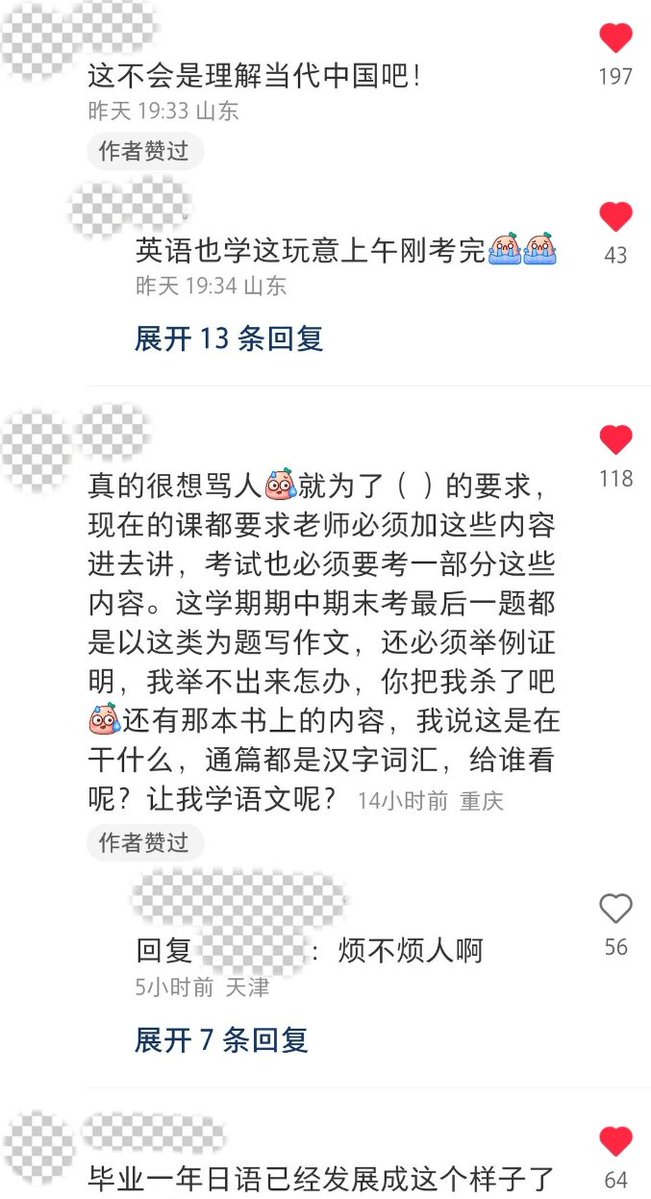 这不会是理解当代中国吧！
197
昨天 19:33 山东
作者赞过
英语也学这玩意上午刚考完
43
昨天 19:34 山东
展开 13 条回复
118
真的很想骂人就为了（ ）的要求，
现在的课都要求老师必须加这些内容
进去讲，考试也必须要考一部分这些
内容。这学期期中期末考最后一题都
是以这类为题写作文，还必须举例证
明，我举不出来怎办，你把我杀了吧
还有那本书上的内容，我说这是在
干什么，通篇都是汉字词汇，给谁看
呢？让我学语文呢？ 14小时前 重庆
作者赞过
回复 ：烦不烦人啊
56
5小时前 天津
展开 7 条回复
毕业一年日语已经发展成这个样子了
64